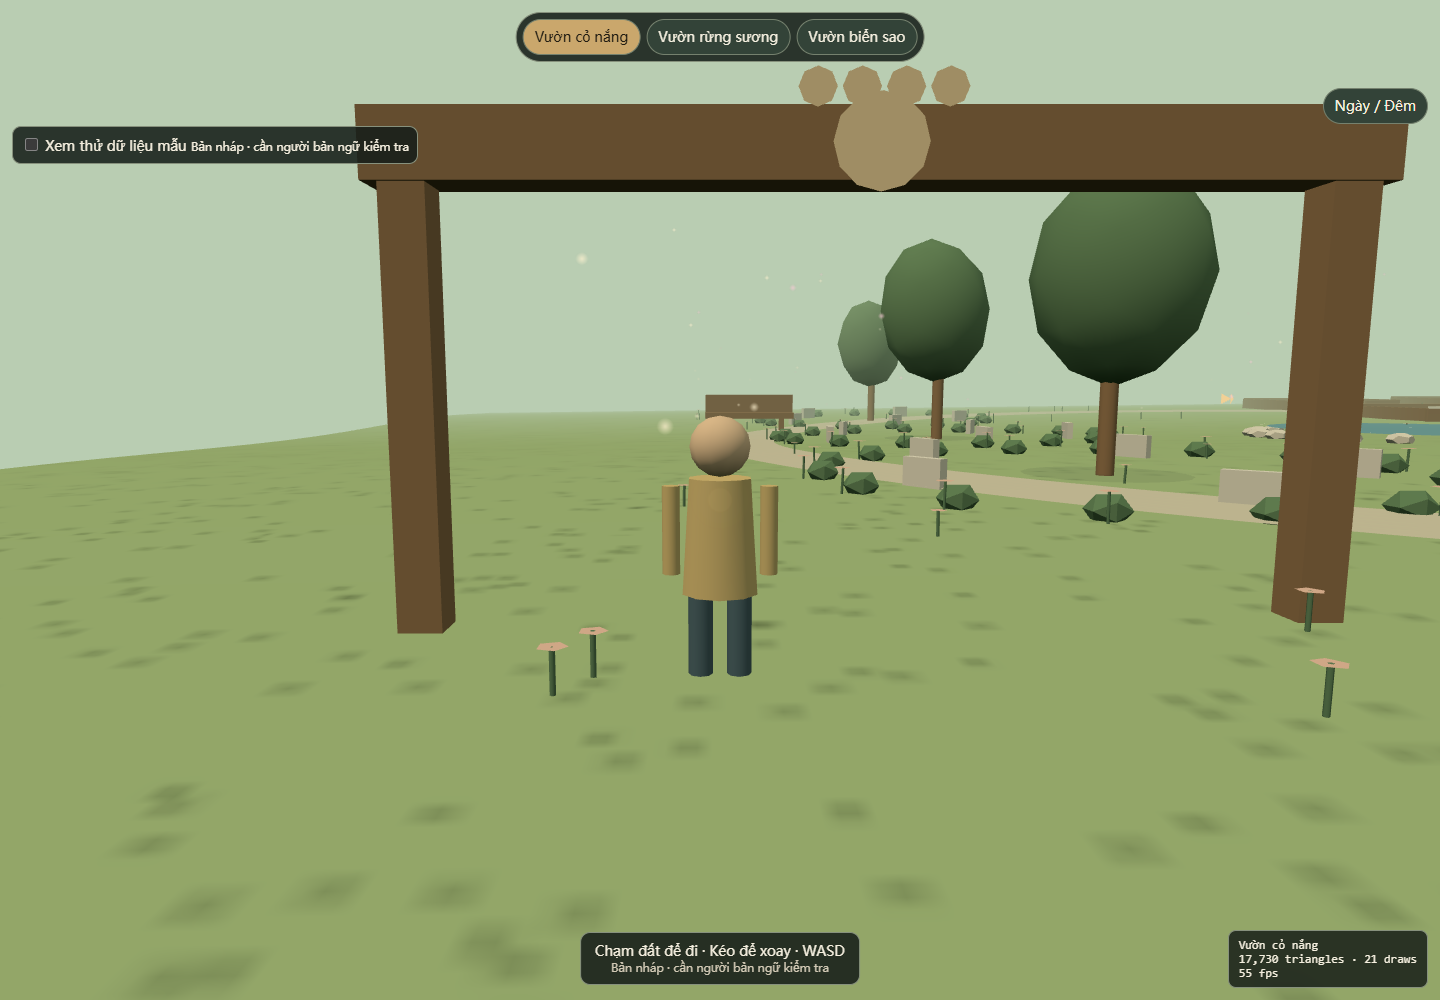 Vườn cỏ nắng
Vườn rừng sương
Vườn biển sao
Ngày / Đêm
Xem thử dữ liệu mẫu Bản nháp · cần người bản ngữ kiểm tra
Chạm đất để đi · Kéo để xoay · WASD
Bản nháp · cần người bản ngữ kiểm tra
Vườn cỏ nắng
17,730 triangles · 21 draws
55 fps